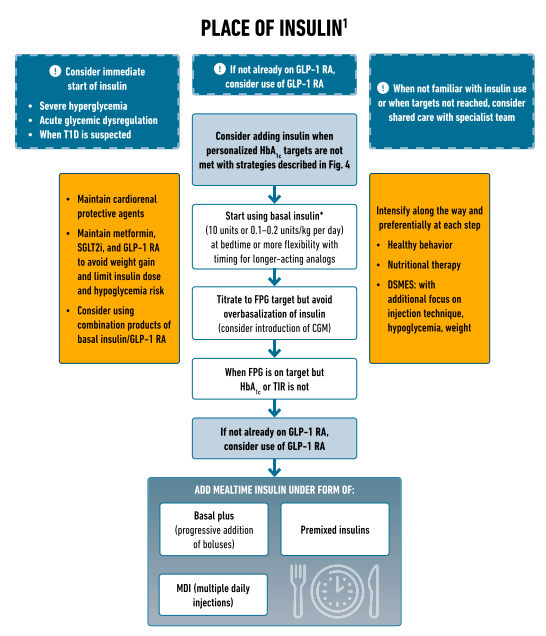 PLACE OF INSULIN¹
! Consider immediate
start of insulin
• Severe hyperglycemia
• Acute glycemic dysregulation
• When T1D is suspected
! If not already on GLP-1 RA,
consider use of GLP-1 RA
! When not familiar with insulin use
or when targets not reached, consider
shared care with specialist team
Consider adding insulin when
personalized HbA1c targets are not
met with strategies described in Fig. 4
• Maintain cardiorenal
protective agents
• Maintain metformin,
SGLT2i, and GLP-1 RA
to avoid weight gain
and limit insulin dose
and hypoglycemia risk
• Consider using
combination products of
basal insulin/GLP-1 RA
Start using basal insulin*
(10 units or 0.1–0.2 units/kg per day)
at bedtime or more flexibility with
timing for longer-acting analogs
Titrate to FPG target but avoid
overbasalization of insulin
(consider introduction of CGM)
When FPG is on target but
HbA1c or TIR is not
Intensify along the way and
preferentially at each step
• Healthy behavior
• Nutritional therapy
• DSMES: with
additional focus on
injection technique,
hypoglycemia, weight
If not already on GLP-1 RA,
consider use of GLP-1 RA
ADD MEALTIME INSULIN UNDER FORM OF:
Basal plus
(progressive addition
of boluses)
Premixed insulins
MDI (multiple daily
injections)